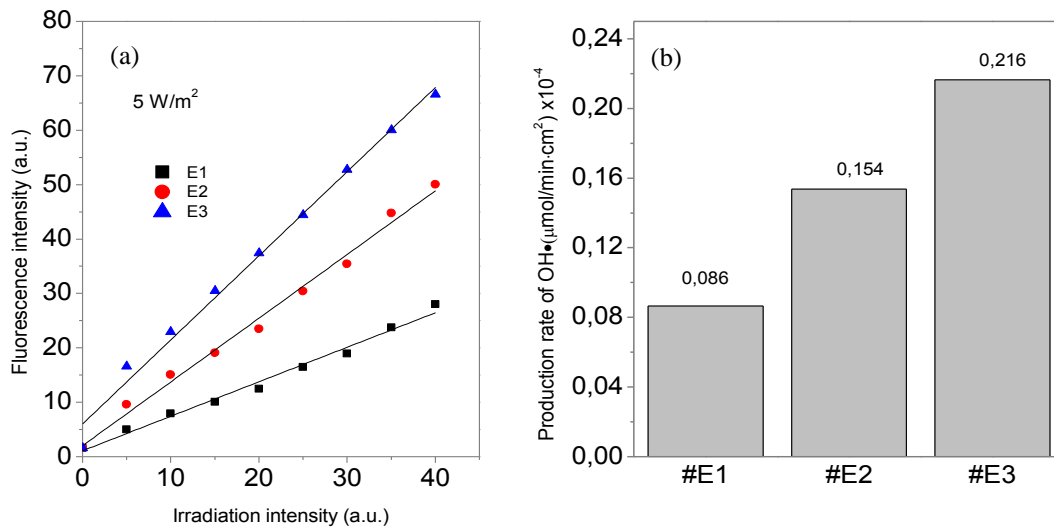 (a)
5 W/m²
E1
E2
E3
80
70
60
50
40
30
20
10
0
0 10 20 30 40
Fluorescence intensity (a.u.)
Irradiation intensity (a.u.)
(b)
0,24
0,20
0,16
0,12
0,08
0,04
0,00
0,086
0,154
0,216
#E1 #E2 #E3
Production rate of OH•(μmol/min·cm²) x10⁻⁴